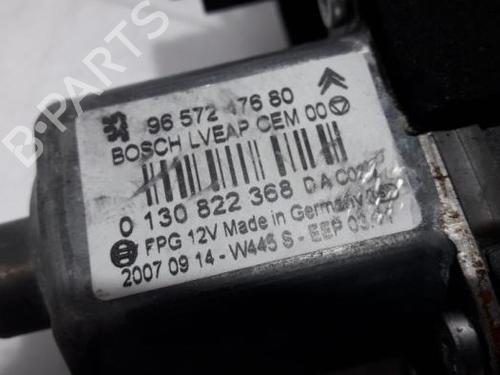 96 572 476 80
BOSCH LVEAP CEM 00
0 130 822 368 DA
FPG 12V Made in Germany
2007 09 14 - W445 S - EEP
B-PARTS